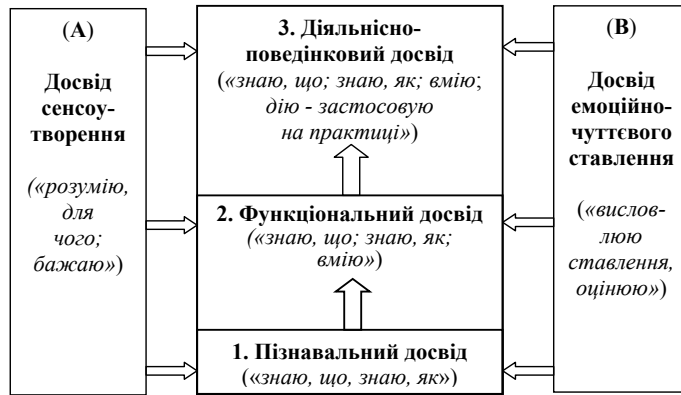 (А)
Досвід
сенсоу-
творення
(«розумію,
для
чого;
бажаю»)
3. Діяльнісно-
поведінковий досвід
(«знаю, що; знаю, як; вмію;
дію - застосовую
на практиці»)
2. Функціональний досвід
(«знаю, що; знаю, як;
вмію»)
1. Пізнавальний досвід
(«знаю, що, знаю, як»)
(В)
Досвід
емоційно-
чуттєвого
ставлення
(«вислов-
люю
ставлення,
оцінюю»)